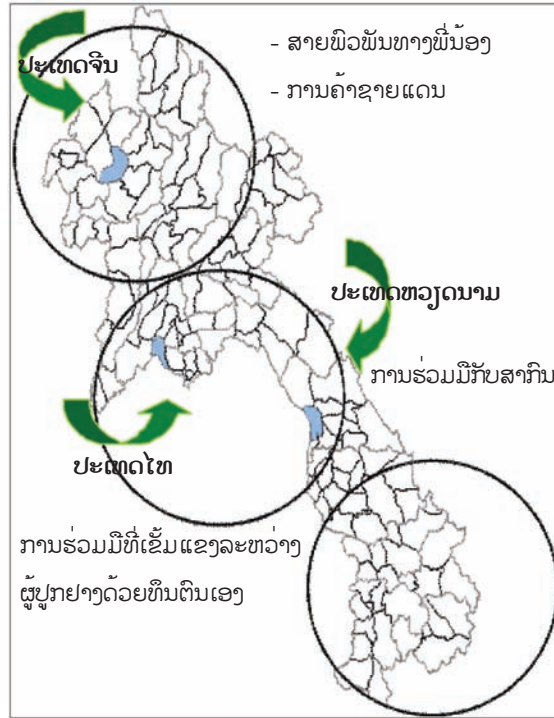 - ສາຍພົວພັນທາງພີ່ນ້ອງ
ປະເທດຈີນ
- ການຄ້າຊາຍແດນ
ປະເທດຫວຽດນາມ
ການຮ່ວມມືກັບສາກົນ
ປະເທດໄທ
ການຮ່ວມມືທີ່ເຂັ້ມແຂງລະຫວ່າງ
ຜູ້ປູກຢາງດ້ວຍທຶນຕົນເອງ